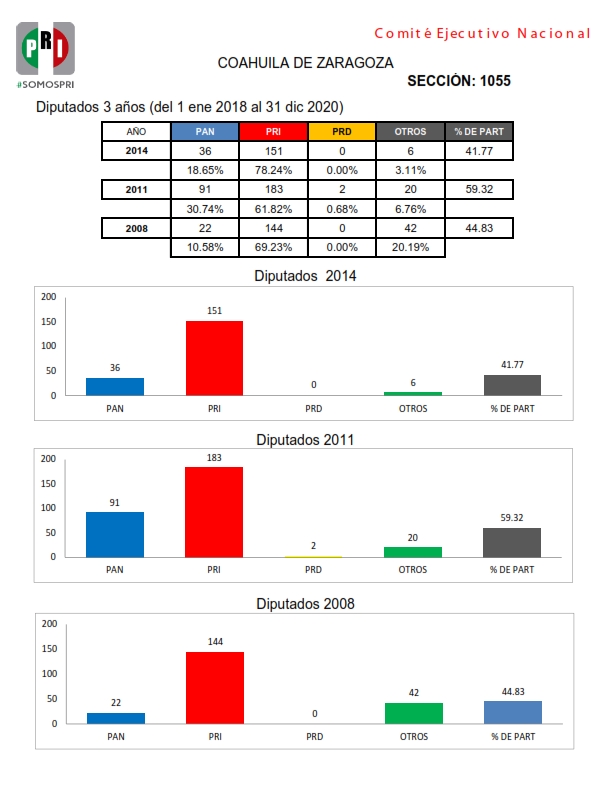 Comité Ejecutivo Nacional
PRI
#SOMOSPRI
COAHUILA DE ZARAGOZA
SECCIÓN: 1055
Diputados 3 años (del 1 ene 2018 al 31 dic 2020)
AÑO PAN PRI PRD OTROS % DE PART
2014 36 151 0 6 41.77
18.65% 78.24% 0.00% 3.11%
2011 91 183 2 20 59.32
30.74% 61.82% 0.68% 6.76%
2008 22 144 0 42 44.83
10.58% 69.23% 0.00% 20.19%
Diputados 2014
200
150
100
50
0
36 151 0 6 41.77
PAN PRI PRD OTROS % DE PART
Diputados 2011
200
150
100
50
0
91 183 2 20 59.32
PAN PRI PRD OTROS % DE PART
Diputados 2008
200
150
100
50
0
22 144 0 42 44.83
PAN PRI PRD OTROS % DE PART